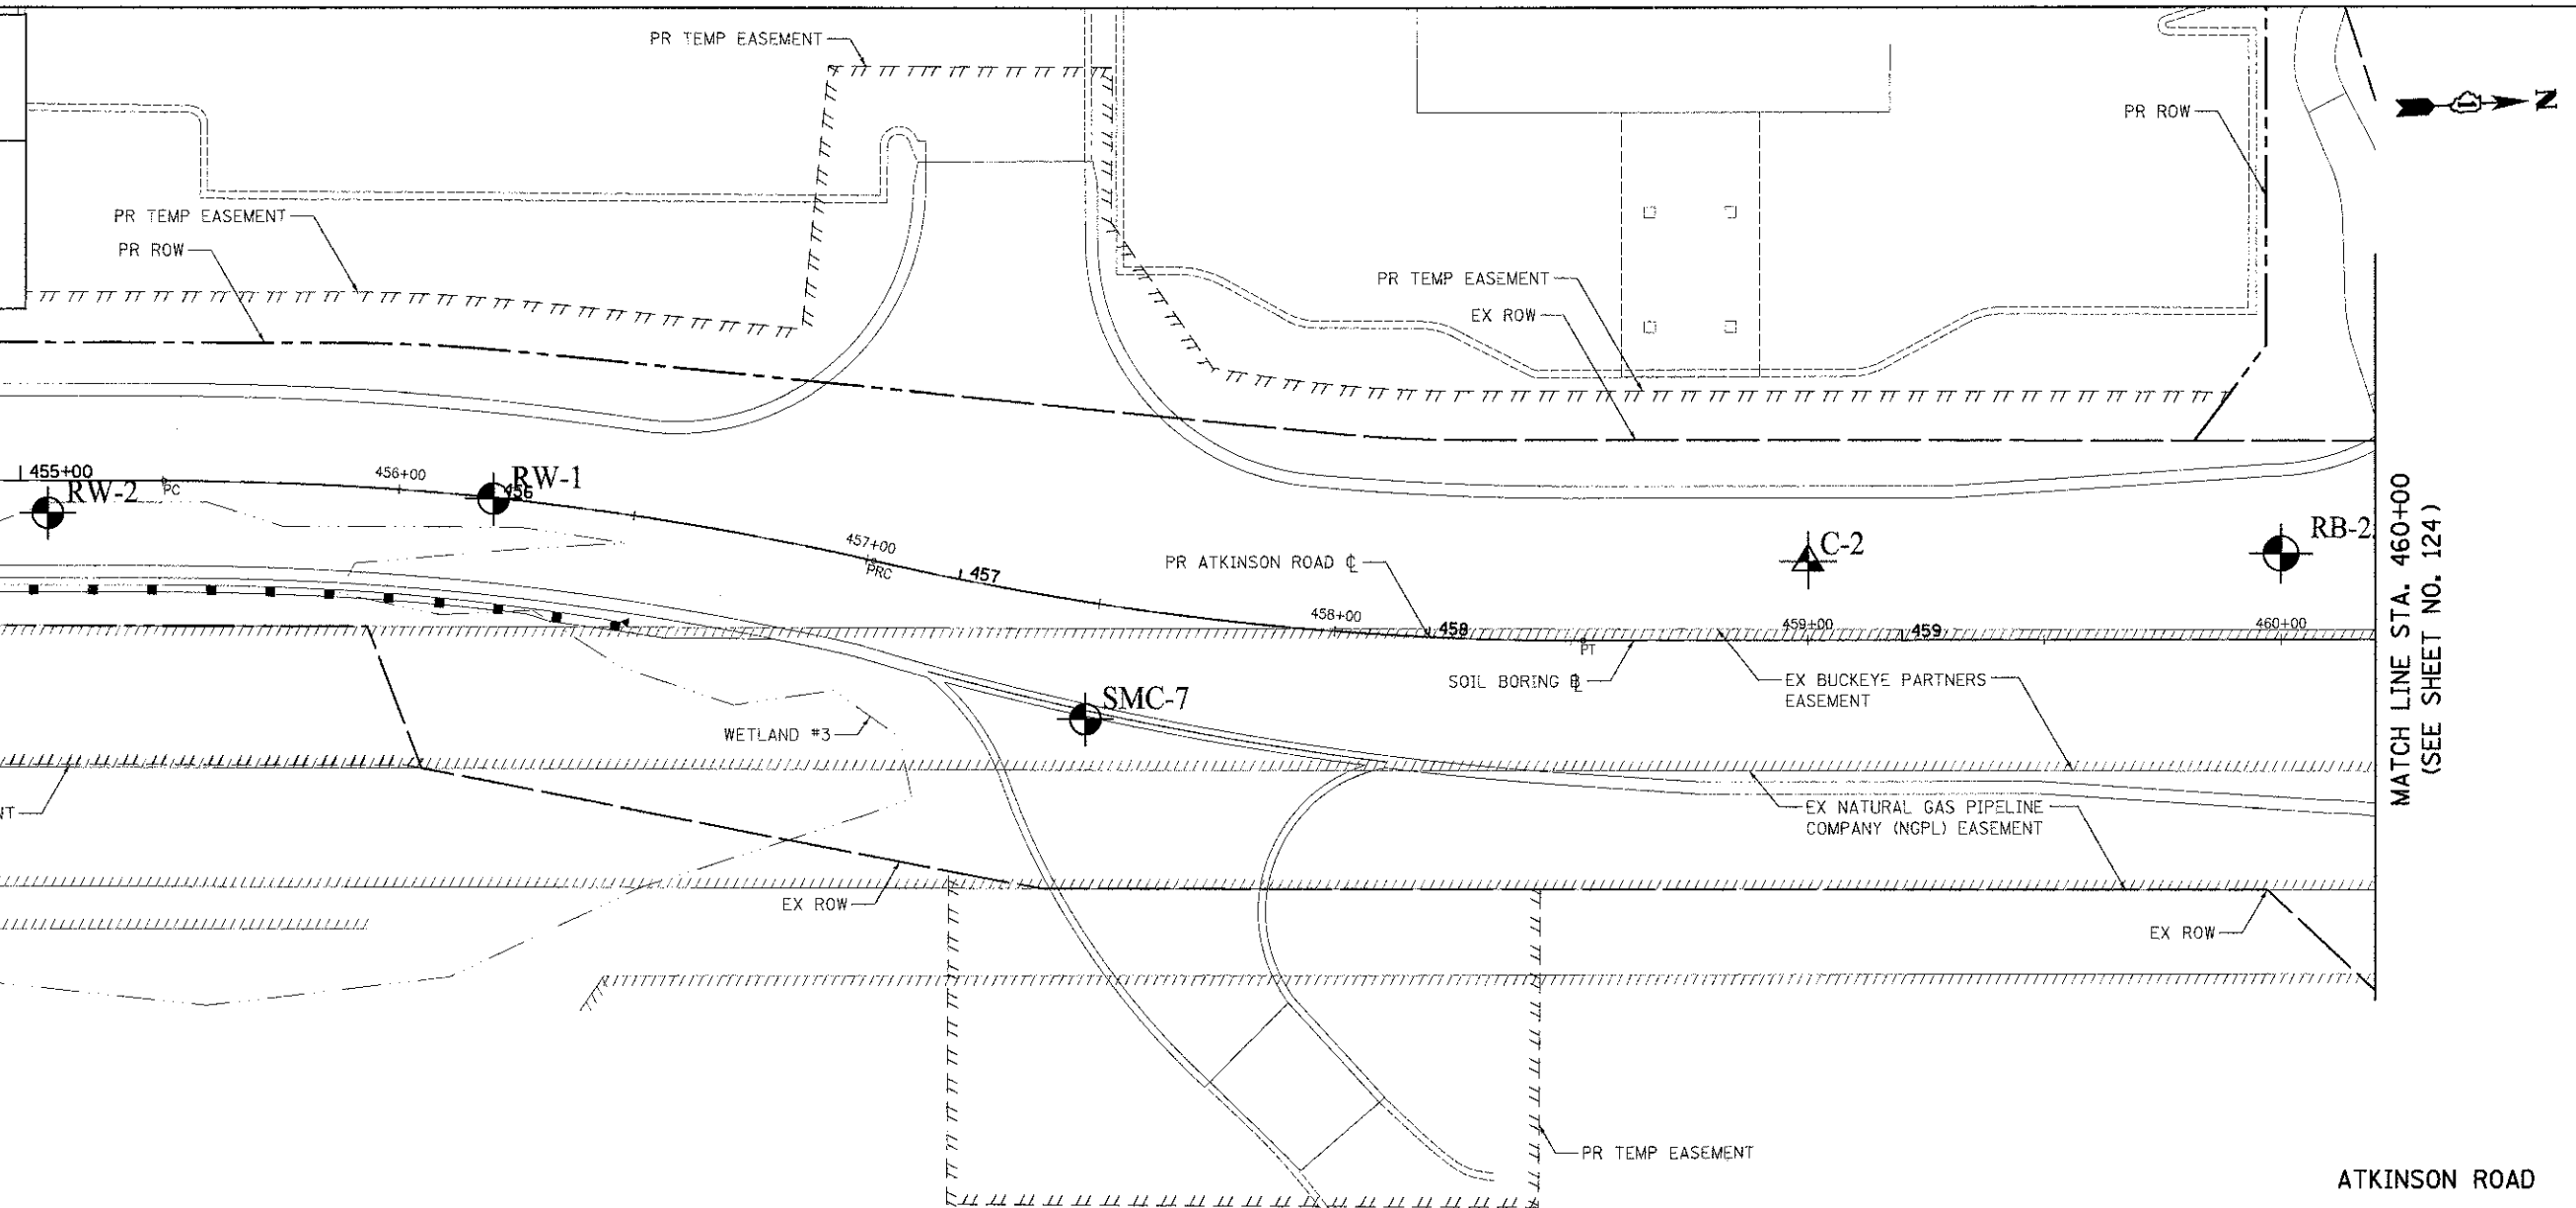 PR TEMP EASEMENT
N
PR ROW
PR TEMP EASEMENT
PR ROW
PR TEMP EASEMENT
EX ROW
455+00
RW-2
PC
456+00
RW-1
456
457+00
PRC
457
PR ATKINSON ROAD ℄
C-2
RB-2
458+00
458
459+00
459
460+00
PT
SOIL BORING
EX BUCKEYE PARTNERS
EASEMENT
SMC-7
WETLAND #3
MATCH LINE STA. 460+00
(SEE SHEET NO. 124)
NT
EX NATURAL GAS PIPELINE
COMPANY (NGPL) EASEMENT
EX ROW
EX ROW
PR TEMP EASEMENT
ATKINSON ROAD